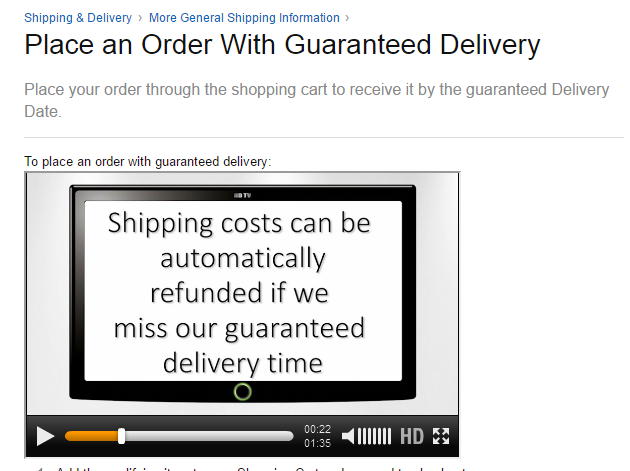 Shipping & Delivery › More General Shipping Information ›
Place an Order With Guaranteed Delivery
Place your order through the shopping cart to receive it by the guaranteed Delivery
Date.
To place an order with guaranteed delivery:
HD TV
Shipping costs can be
automatically
refunded if we
miss our guaranteed
delivery time
00:22
01:35
HD